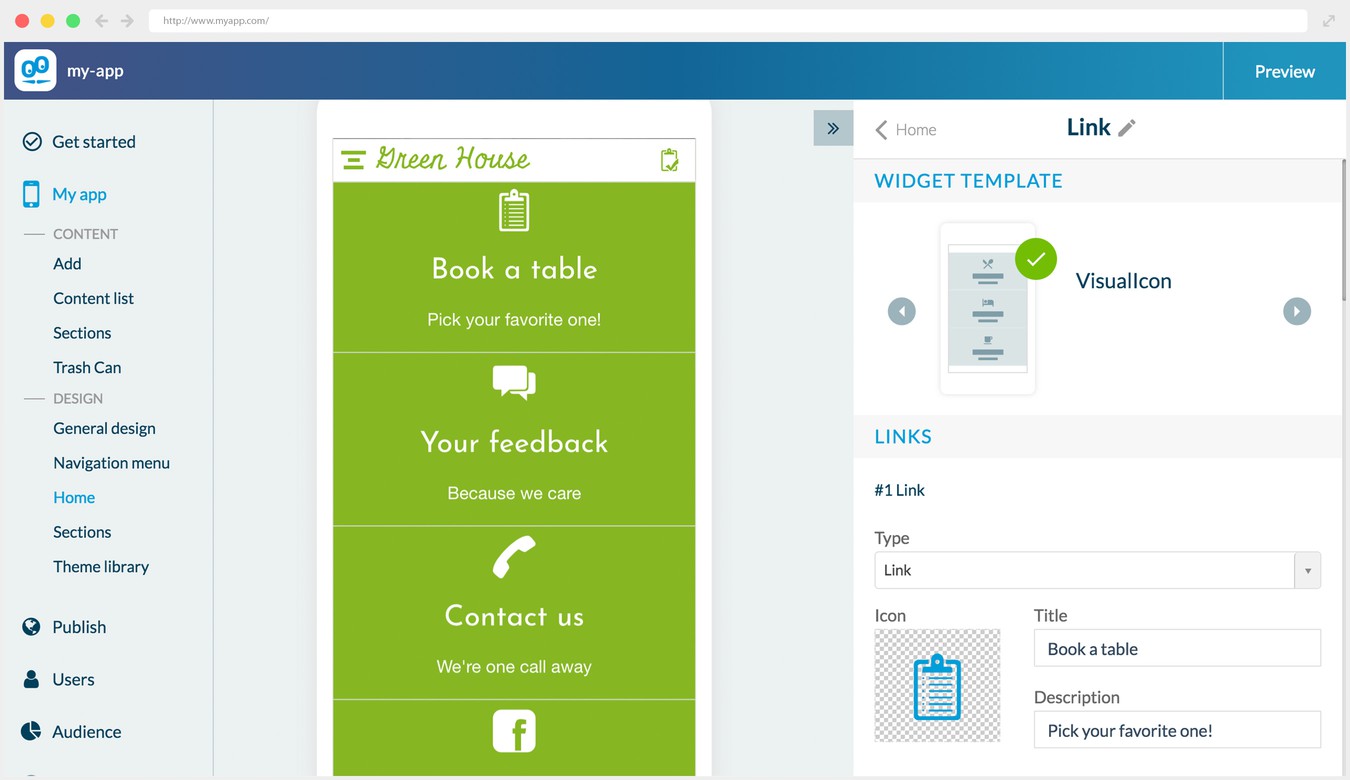 http://www.myapp.com/
my-app
Preview
Get started
My app
CONTENT
Add
Content list
Sections
Trash Can
DESIGN
General design
Navigation menu
Home
Sections
Theme library
Publish
Users
Audience
Green House
Book a table
Pick your favorite one!
Your feedback
Because we care
Contact us
We're one call away
Home
Link
WIDGET TEMPLATE
VisualIcon
LINKS
#1 Link
Type
Link
Icon
Title
Book a table
Description
Pick your favorite one!